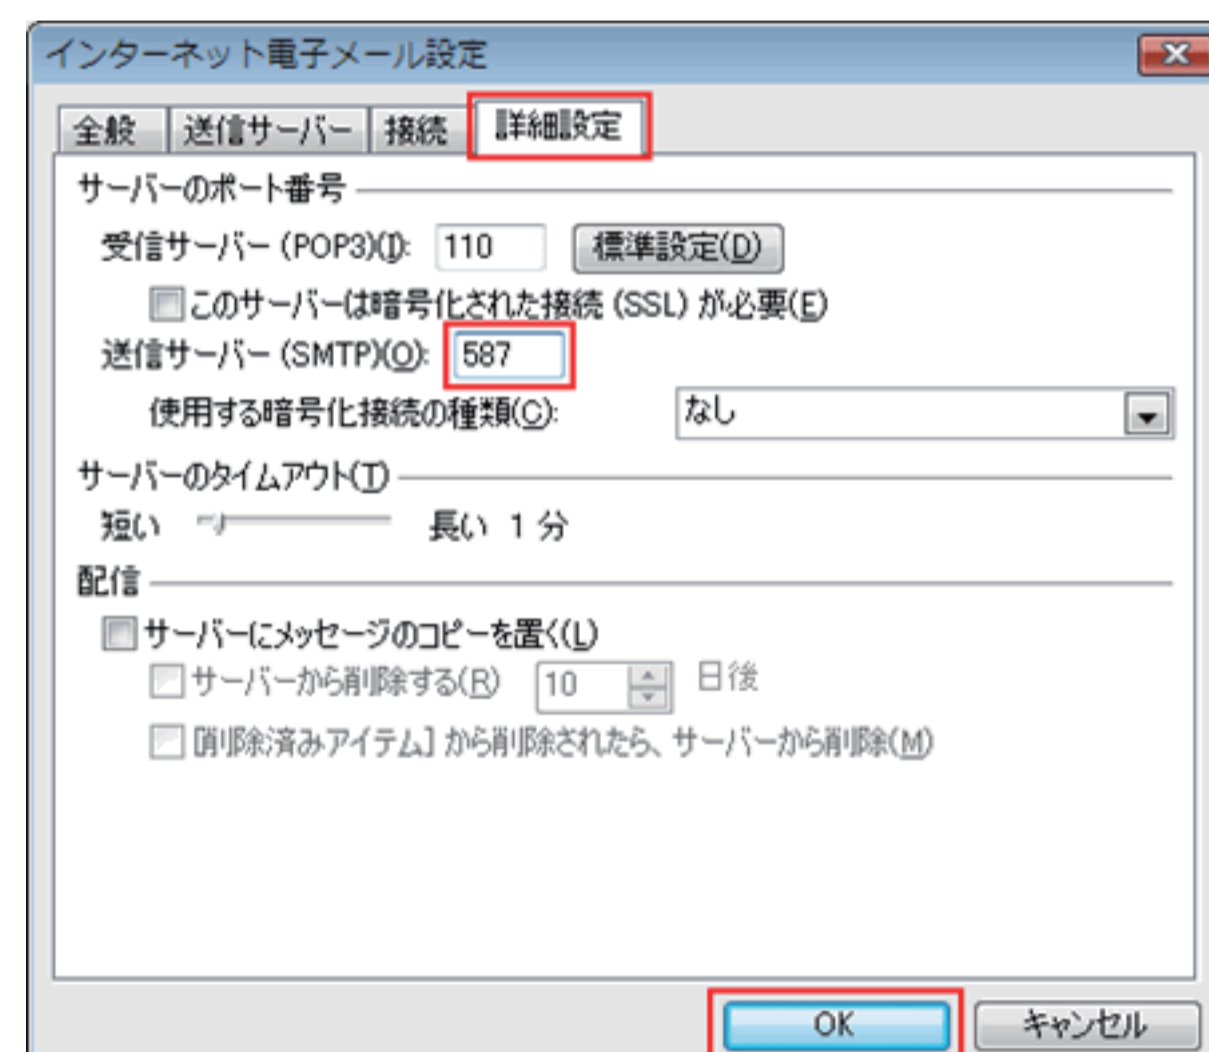 インターネット電子メール設定
全般 送信サーバー 接続 詳細設定
サーバーのポート番号
受信サーバー (POP3)(I): 110 標準設定(D)
このサーバーは暗号化された接続 (SSL) が必要(E)
送信サーバー (SMTP)(O): 587
使用する暗号化接続の種類(C): なし
サーバーのタイムアウト(T)
短い 長い 1 分
配信
サーバーにメッセージのコピーを置く(L)
サーバーから削除する(R) 10 日後
[削除済みアイテム] から削除されたら、サーバーから削除(M)
OK キャンセル